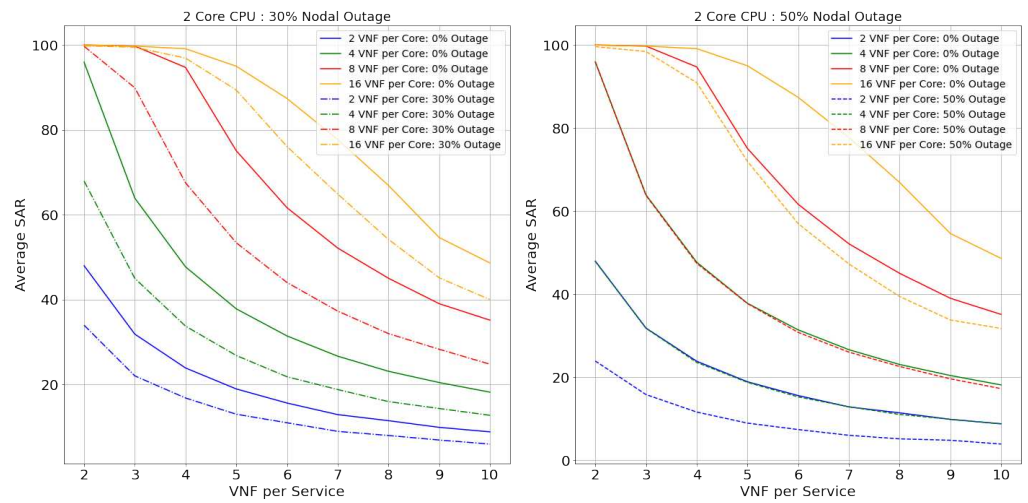 2 Core CPU : 30% Nodal Outage
100
80
60
40
20
Average SAR
2 VNF per Core: 0% Outage
4 VNF per Core: 0% Outage
8 VNF per Core: 0% Outage
16 VNF per Core: 0% Outage
2 VNF per Core: 30% Outage
4 VNF per Core: 30% Outage
8 VNF per Core: 30% Outage
16 VNF per Core: 30% Outage
2 3 4 5 6 7 8 9 10
VNF per Service
2 Core CPU : 50% Nodal Outage
100
80
60
40
20
0
Average SAR
2 VNF per Core: 0% Outage
4 VNF per Core: 0% Outage
8 VNF per Core: 0% Outage
16 VNF per Core: 0% Outage
2 VNF per Core: 50% Outage
4 VNF per Core: 50% Outage
8 VNF per Core: 50% Outage
16 VNF per Core: 50% Outage
2 3 4 5 6 7 8 9 10
VNF per Service